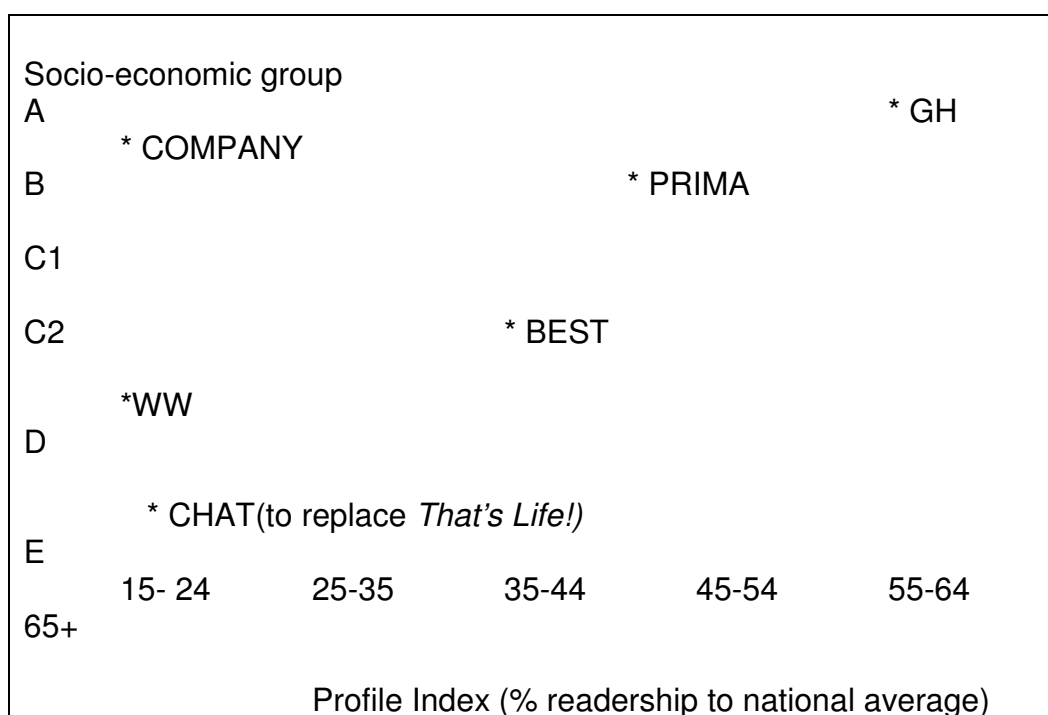 Socio-economic group
A * GH
* COMPANY
B * PRIMA
C1
C2 * BEST
*WW
D
* CHAT(to replace That's Life!)
E
15- 24 25-35 35-44 45-54 55-64
65+
Profile Index (% readership to national average)